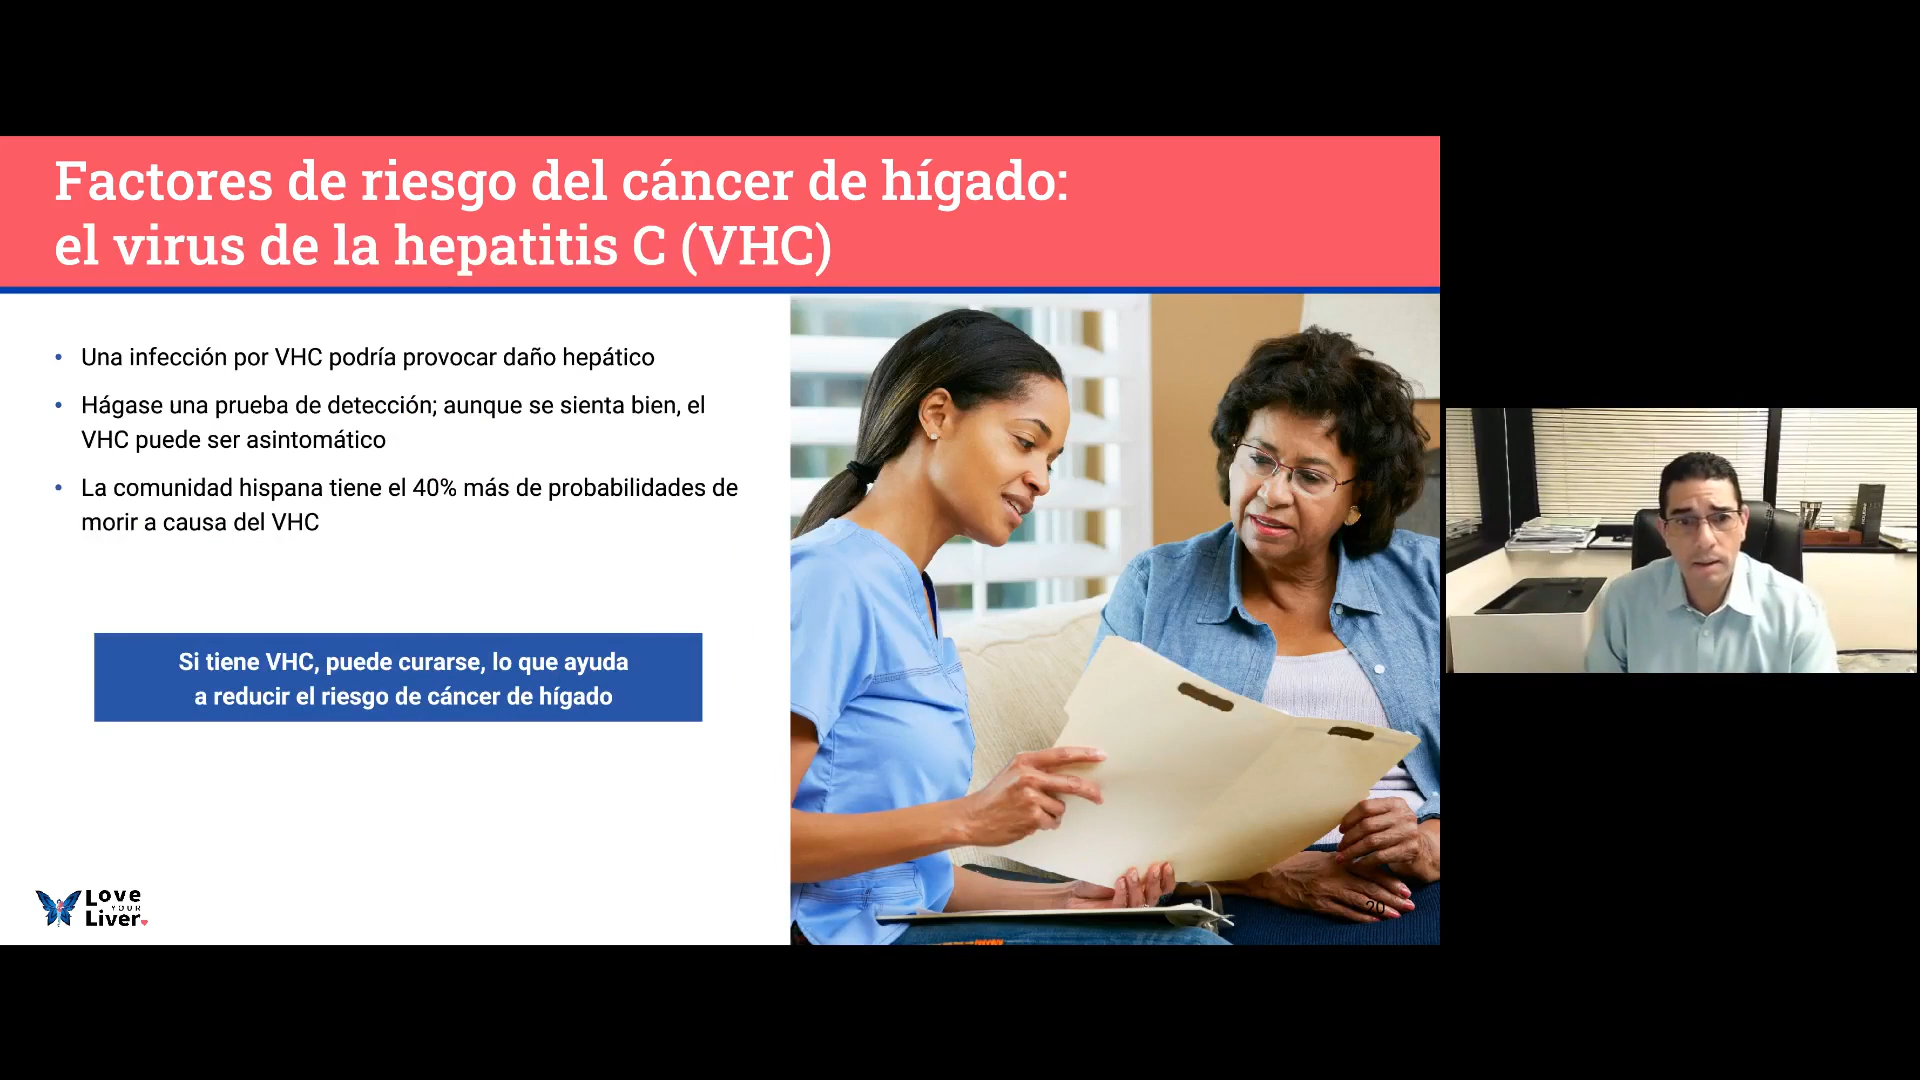 Factores de riesgo del cáncer de hígado:
el virus de la hepatitis C (VHC)
• Una infección por VHC podría provocar daño hepático
• Hágase una prueba de detección; aunque se sienta bien, el
VHC puede ser asintomático
• La comunidad hispana tiene el 40% más de probabilidades de
morir a causa del VHC
Si tiene VHC, puede curarse, lo que ayuda
a reducir el riesgo de cáncer de hígado
Love
YOUR
Liver
20